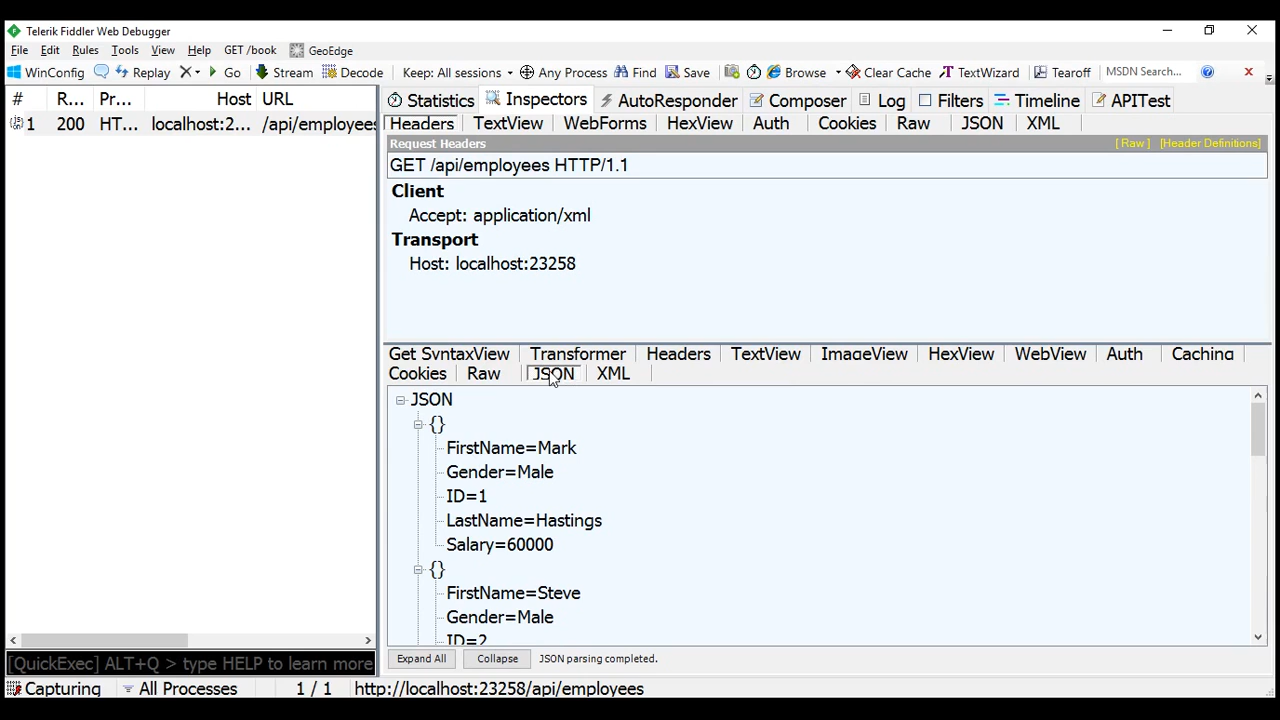 Telerik Fiddler Web Debugger
File Edit Rules Tools View Help GET /book GeoEdge
WinConfig Replay Go Stream Decode Keep: All sessions Any Process Find Save Browse Clear Cache TextWizard Tearoff MSDN Search...
# R... Pr... Host URL
1 200 HT... localhost:2... /api/employees
Statistics Inspectors AutoResponder Composer Log Filters Timeline APITest
Headers TextView WebForms HexView Auth Cookies Raw JSON XML
Request Headers [ Raw ] [Header Definitions]
GET /api/employees HTTP/1.1
Client
Accept: application/xml
Transport
Host: localhost:23258
Get SyntaxView Transformer Headers TextView ImageView HexView WebView Auth Caching
Cookies Raw JSON XML
JSON
{}
FirstName=Mark
Gender=Male
ID=1
LastName=Hastings
Salary=60000
{}
FirstName=Steve
Gender=Male
ID=2
Expand All Collapse JSON parsing completed.
[QuickExec] ALT+Q > type HELP to learn more
Capturing All Processes 1 / 1 http://localhost:23258/api/employees